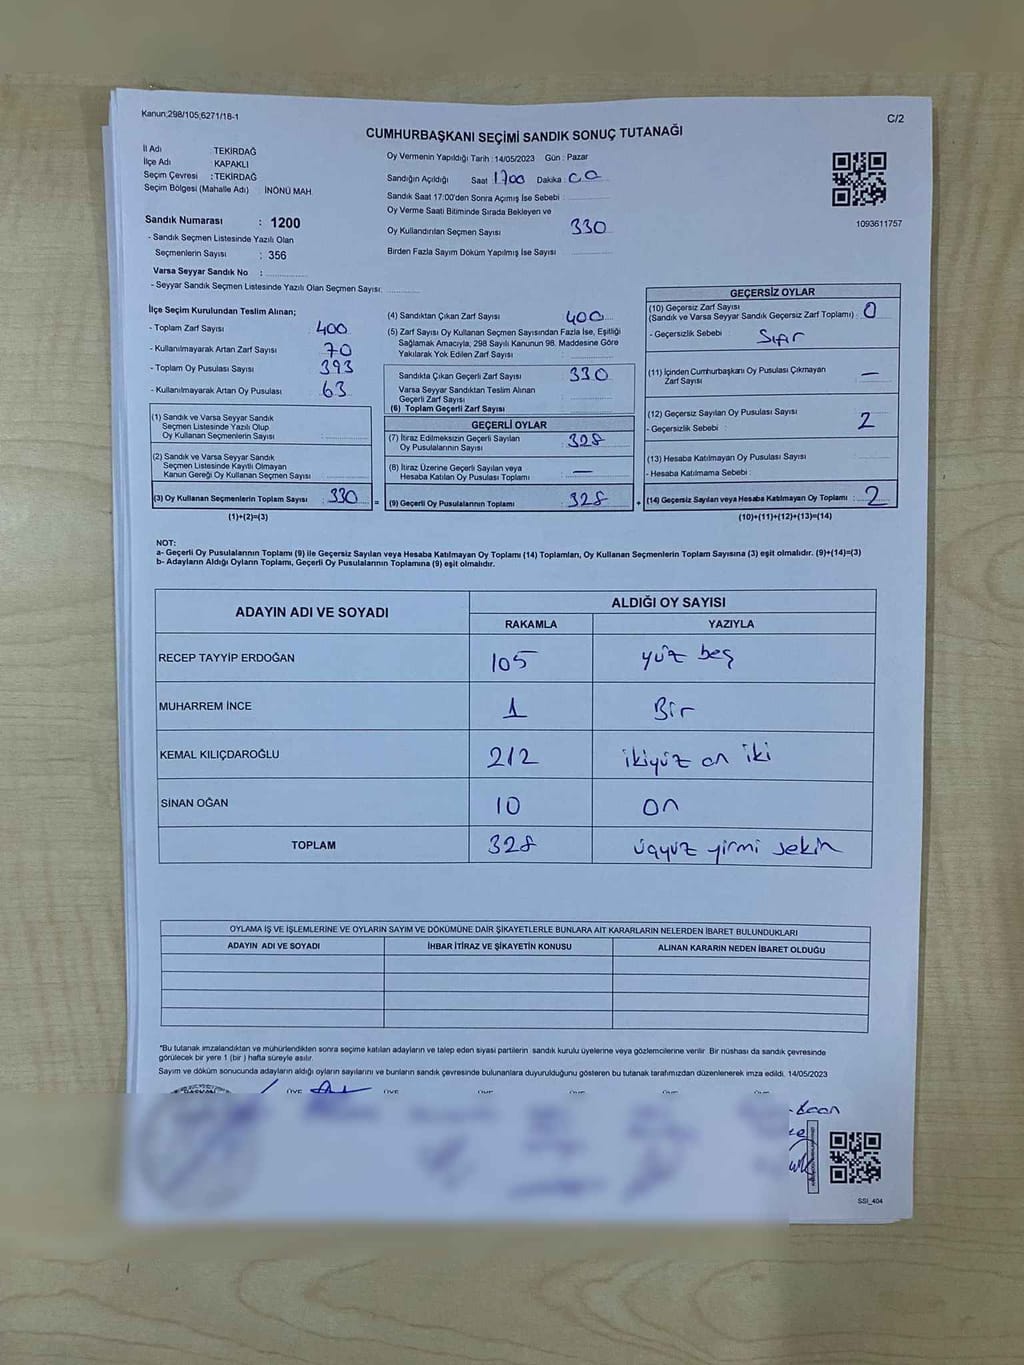 Kanun;298/105,6271/18-1
C/2
CUMHURBAŞKANI SEÇİMİ SANDIK SONUÇ TUTANAĞI
İl Adı : TEKİRDAĞ
İlçe Adı : KAPAKLI
Seçim Çevresi : TEKİRDAĞ
Seçim Bölgesi (Mahalle Adı) : İNÖNÜ MAH.
Sandık Numarası : 1200
- Sandık Seçmen Listesinde Yazılı Olan
Seçmenlerin Sayısı : 356
Varsa Seyyar Sandık No :
- Seyyar Sandık Seçmen Listesinde Yazılı Olan Seçmen Sayısı:
Oy Vermenin Yapıldığı Tarih : 14/05/2023 Gün : Pazar
Sandığın Açıldığı Saat 1700 Dakika 00
Sandık Saat 17:00'den Sonra Açımış İse Sebebi :
Oy Verme Saati Bitiminde Sırada Bekleyen ve
Oy Kullandırılan Seçmen Sayısı 330
Birden Fazla Sayım Döküm Yapılmış İse Sayısı
1093611757
İlçe Seçim Kurulundan Teslim Alınan;
- Toplam Zarf Sayısı 400
- Kullanılmayarak Artan Zarf Sayısı 70
- Toplam Oy Pusulası Sayısı 393
- Kullanılmayarak Artan Oy Pusulası 63
(1) Sandık ve Varsa Seyyar Sandık
Seçmen Listesinde Yazılı Olup
Oy Kullanan Seçmenlerin Sayısı :
(2) Sandık ve Varsa Seyyar Sandık
Seçmen Listesinde Kayıtlı Olmayan
Kanun Gereği Oy Kullanan Seçmen Sayısı :
(3) Oy Kullanan Seçmenlerin Toplam Sayısı : 330 =
(1)+(2)=(3)
(4) Sandıktan Çıkan Zarf Sayısı : 400
(5) Zarf Sayısı Oy Kullanan Seçmen Sayısından Fazla İse, Eşitliği
Sağlamak Amacıyla, 298 Sayılı Kanunun 98. Maddesine Göre
Yakılarak Yok Edilen Zarf Sayısı :
Sandıkta Çıkan Geçerli Zarf Sayısı : 330
Varsa Seyyar Sandıktan Teslim Alınan
Geçerli Zarf Sayısı :
(6) Toplam Geçerli Zarf Sayısı :
GEÇERLİ OYLAR
(7) İtiraz Edilmeksizin Geçerli Sayılan
Oy Pusulalarının Sayısı : 328
(8) İtiraz Üzerine Geçerli Sayılan veya
Hesaba Katılan Oy Pusulası Toplamı : —
(9) Geçerli Oy Pusulalarının Toplamı : 328 +
GEÇERSİZ OYLAR
(10) Geçersiz Zarf Sayısı
(Sandık ve Varsa Seyyar Sandık Geçersiz Zarf Toplamı) : 0
- Geçersizlik Sebebi : Sıfır
(11) İçinden Cumhurbaşkanı Oy Pusulası Çıkmayan
Zarf Sayısı : —
(12) Geçersiz Sayılan Oy Pusulası Sayısı : 2
- Geçersizlik Sebebi :
(13) Hesaba Katılmayan Oy Pusulası Sayısı :
- Hesaba Katılmama Sebebi :
(14) Geçersiz Sayılan veya Hesaba Katılmayan Oy Toplamı : 2
(10)+(11)+(12)+(13)=(14)
NOT:
a- Geçerli Oy Pusulalarının Toplamı (9) ile Geçersiz Sayılan veya Hesaba Katılmayan Oy Toplamı (14) Toplamları, Oy Kullanan Seçmenlerin Toplam Sayısına (3) eşit olmalıdır. (9)+(14)=(3)
b- Adayların Aldığı Oyların Toplamı, Geçerli Oy Pusulalarının Toplamına (9) eşit olmalıdır.
ADAYIN ADI VE SOYADI
ALDIĞI OY SAYISI
RAKAMLA YAZIYLA
RECEP TAYYİP ERDOĞAN 105 yüz beş
MUHARREM İNCE 1 Bir
KEMAL KILIÇDAROĞLU 212 ikiyüz on iki
SİNAN OĞAN 10 on
TOPLAM 328 üçyüz yirmi sekiz
OYLAMA İŞ VE İŞLEMLERİNE VE OYLARIN SAYIM VE DÖKÜMÜNE DAİR ŞİKAYETLERLE BUNLARA AİT KARARLARIN NELERDEN İBARET BULUNDUKLARI
ADAYIN ADI VE SOYADI İHBAR İTİRAZ VE ŞİKAYETİN KONUSU ALINAN KARARIN NEDEN İBARET OLDUĞU
*Bu tutanak imzalandıktan ve mühürlendikten sonra seçime katılan adayların ve talep eden siyasi partilerin sandık kurulu üyelerine veya gözlemcilerine verilir. Bir nüshası da sandık çevresinde
görülecek bir yere 1 (bir ) hafta süreyle asılır.
Sayım ve döküm sonucunda adayların aldığı oyların sayılarını ve bunların sandık çevresinde bulunanlara duyurulduğunu gösteren bu tutanak tarafımızdan düzenlenerek imza edildi. 14/05/2023
ÜYE ÜYE ÜYE ÜYE ÜYE
SSI_404